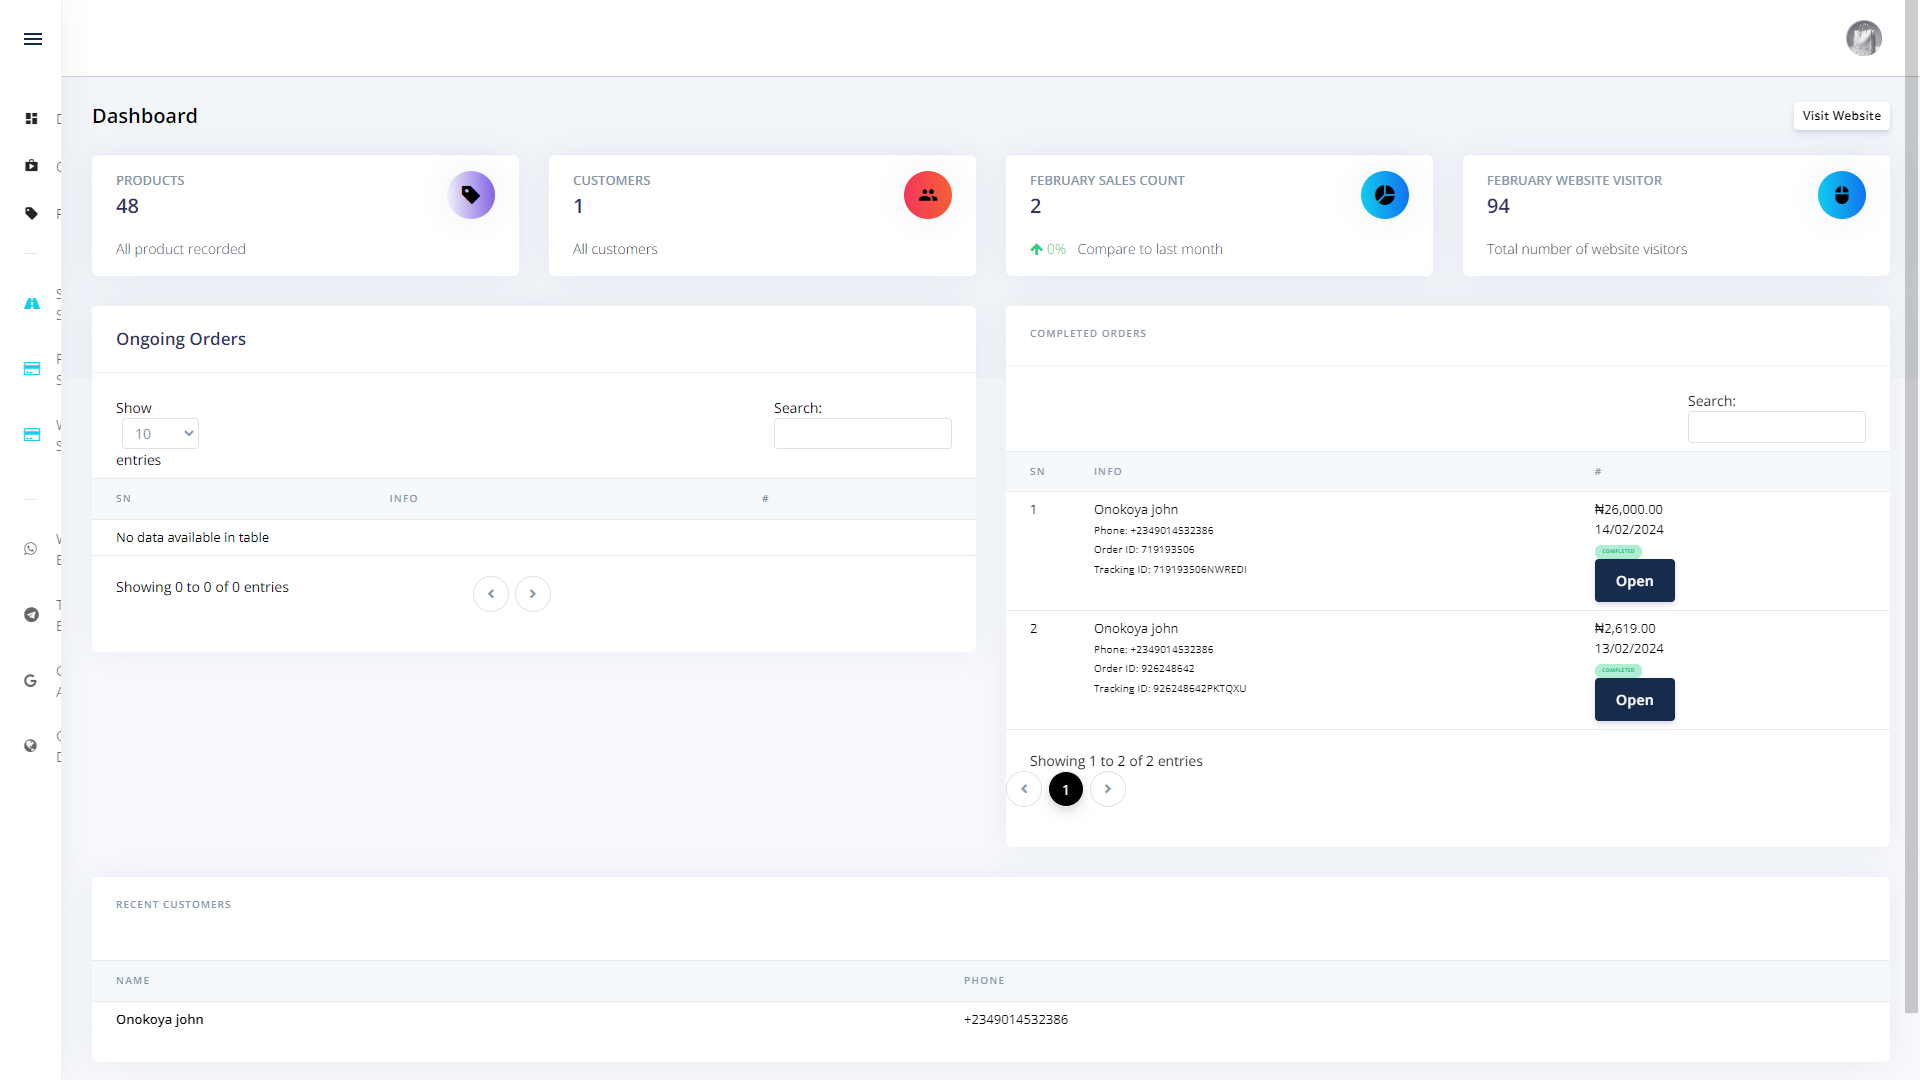 Dashboard
Visit Website
PRODUCTS
48
All product recorded
CUSTOMERS
1
All customers
FEBRUARY SALES COUNT
2
0% Compare to last month
FEBRUARY WEBSITE VISITOR
94
Total number of website visitors
Ongoing Orders
Show
10
entries
Search:
SN INFO #
No data available in table
Showing 0 to 0 of 0 entries
COMPLETED ORDERS
Search:
SN INFO #
1 Onokoya john ₦26,000.00
Phone: +2349014532386 14/02/2024
Order ID: 719193506 COMPLETED
Tracking ID: 719193506NWREDI
Open
2 Onokoya john ₦2,619.00
Phone: +2349014532386 13/02/2024
Order ID: 926248642 COMPLETED
Tracking ID: 926248642PKTQXU
Open
Showing 1 to 2 of 2 entries
1
RECENT CUSTOMERS
NAME PHONE
Onokoya john +2349014532386